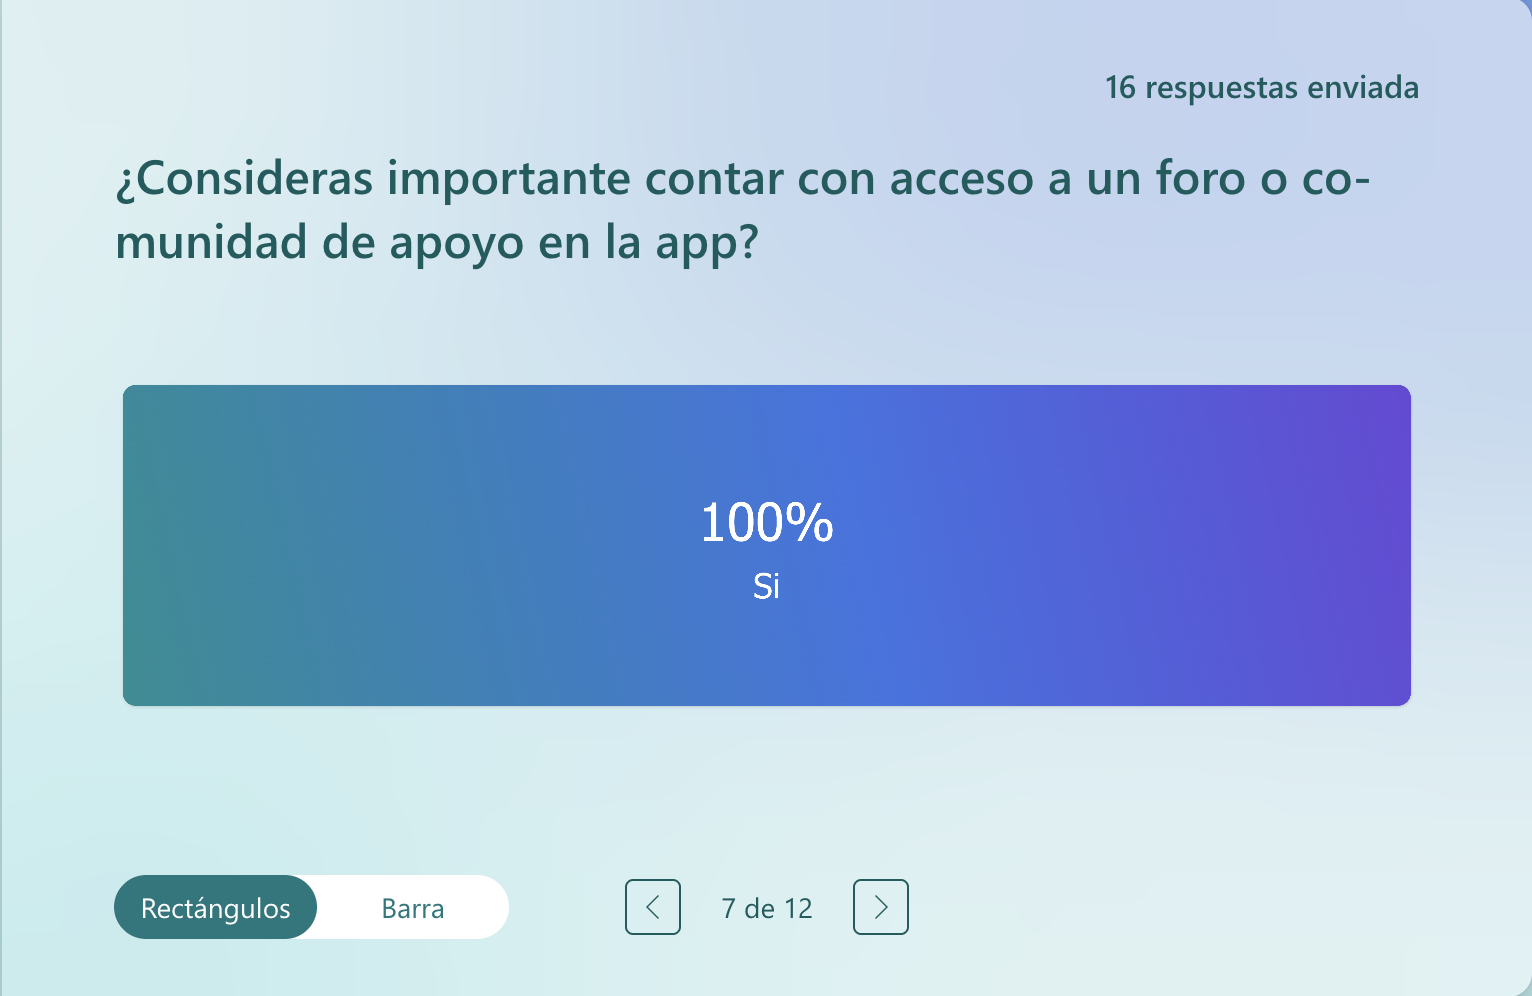 16 respuestas enviada
¿Consideras importante contar con acceso a un foro o co-
munidad de apoyo en la app?
100%
Si
Rectángulos
Barra
7 de 12